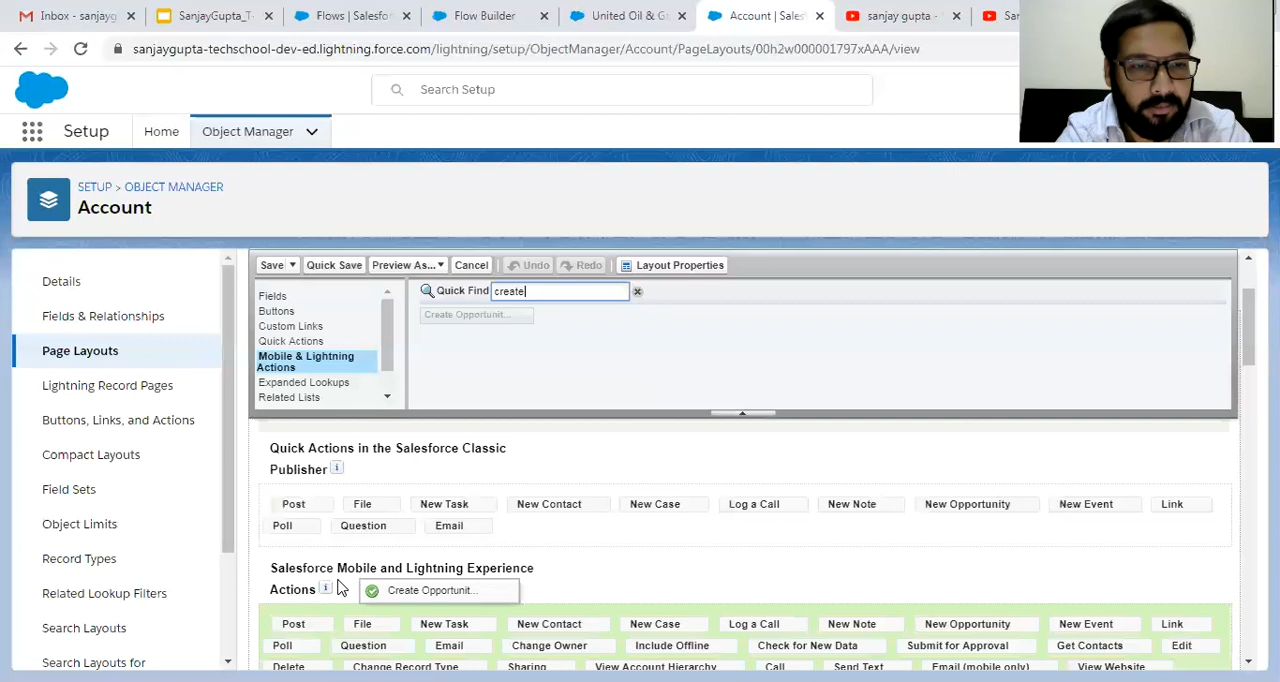 Inbox - sanjayg
SanjayGupta_T
Flows | Salesfo
Flow Builder
United Oil & G
Account | Sales
sanjay gupta -
Sar
sanjaygupta-techschool-dev-ed.lightning.force.com/lightning/setup/ObjectManager/Account/PageLayouts/00h2w000001797xAAA/view
Search Setup
Setup
Home
Object Manager
SETUP > OBJECT MANAGER
Account
Details
Fields & Relationships
Page Layouts
Lightning Record Pages
Buttons, Links, and Actions
Compact Layouts
Field Sets
Object Limits
Record Types
Related Lookup Filters
Search Layouts
Search Layouts for
Save
Quick Save
Preview As...
Cancel
Undo
Redo
Layout Properties
Fields
Buttons
Custom Links
Quick Actions
Mobile & Lightning
Actions
Expanded Lookups
Related Lists
Quick Find create
Create Opportunit...
Quick Actions in the Salesforce Classic
Publisher
Post File New Task New Contact New Case Log a Call New Note New Opportunity New Event Link
Poll Question Email
Salesforce Mobile and Lightning Experience
Actions
Create Opportunit...
Post File New Task New Contact New Case Log a Call New Note New Opportunity New Event Link
Poll Question Email Change Owner Include Offline Check for New Data Submit for Approval Get Contacts Edit
Delete Change Record Type Sharing View Account Hierarchy Call Send Text Email (mobile only) View Website